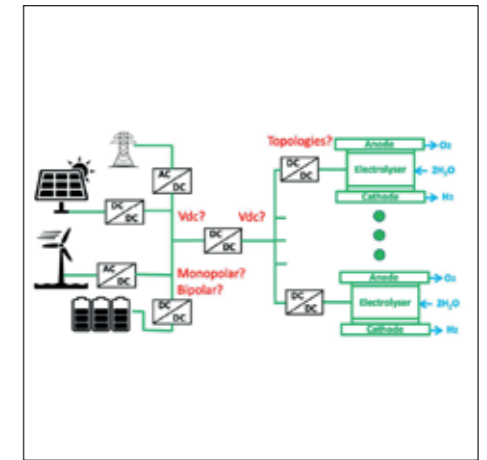 Topologies?
Anode
O2
AC
DC
DC
DC
Electrolyser
2H2O
Cathode
H2
DC
DC
Vdc?
Vdc?
DC
DC
AC
DC
Monopolar?
Bipolar?
DC
DC
DC
DC
Anode
O2
Electrolyser
2H2O
Cathode
H2